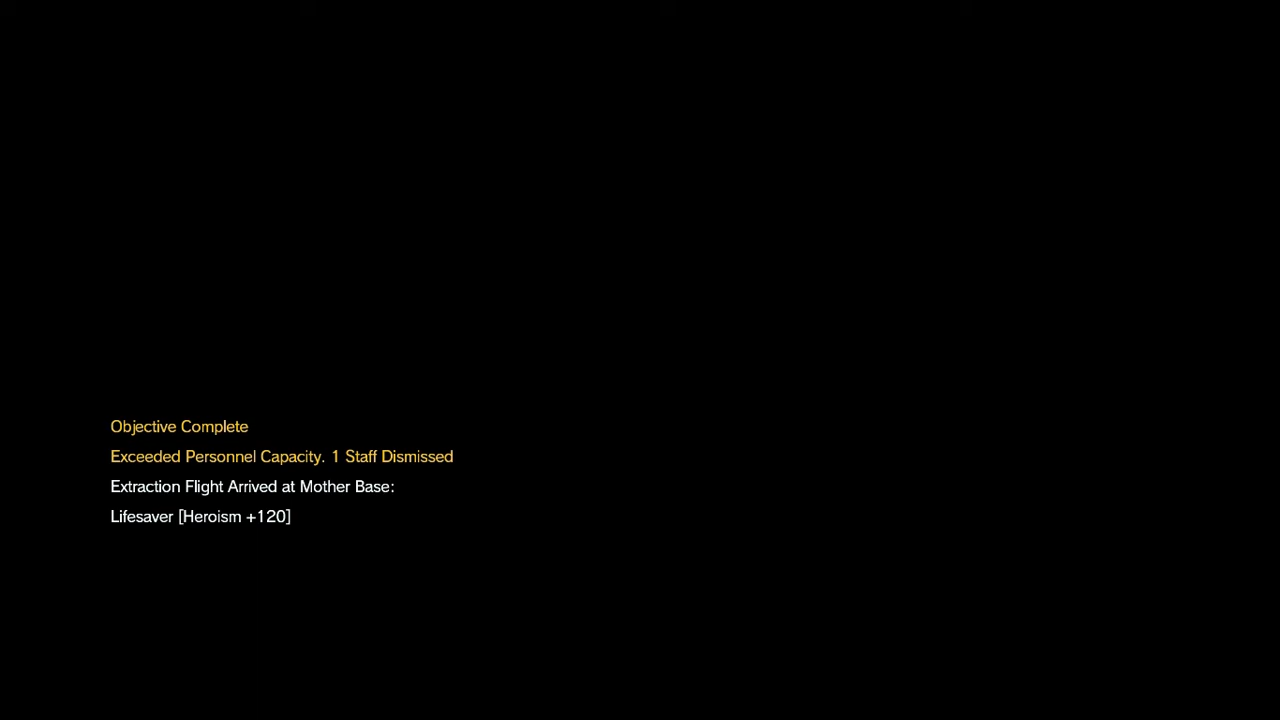 Objective Complete
Exceeded Personnel Capacity. 1 Staff Dismissed
Extraction Flight Arrived at Mother Base:
Lifesaver [Heroism +120]